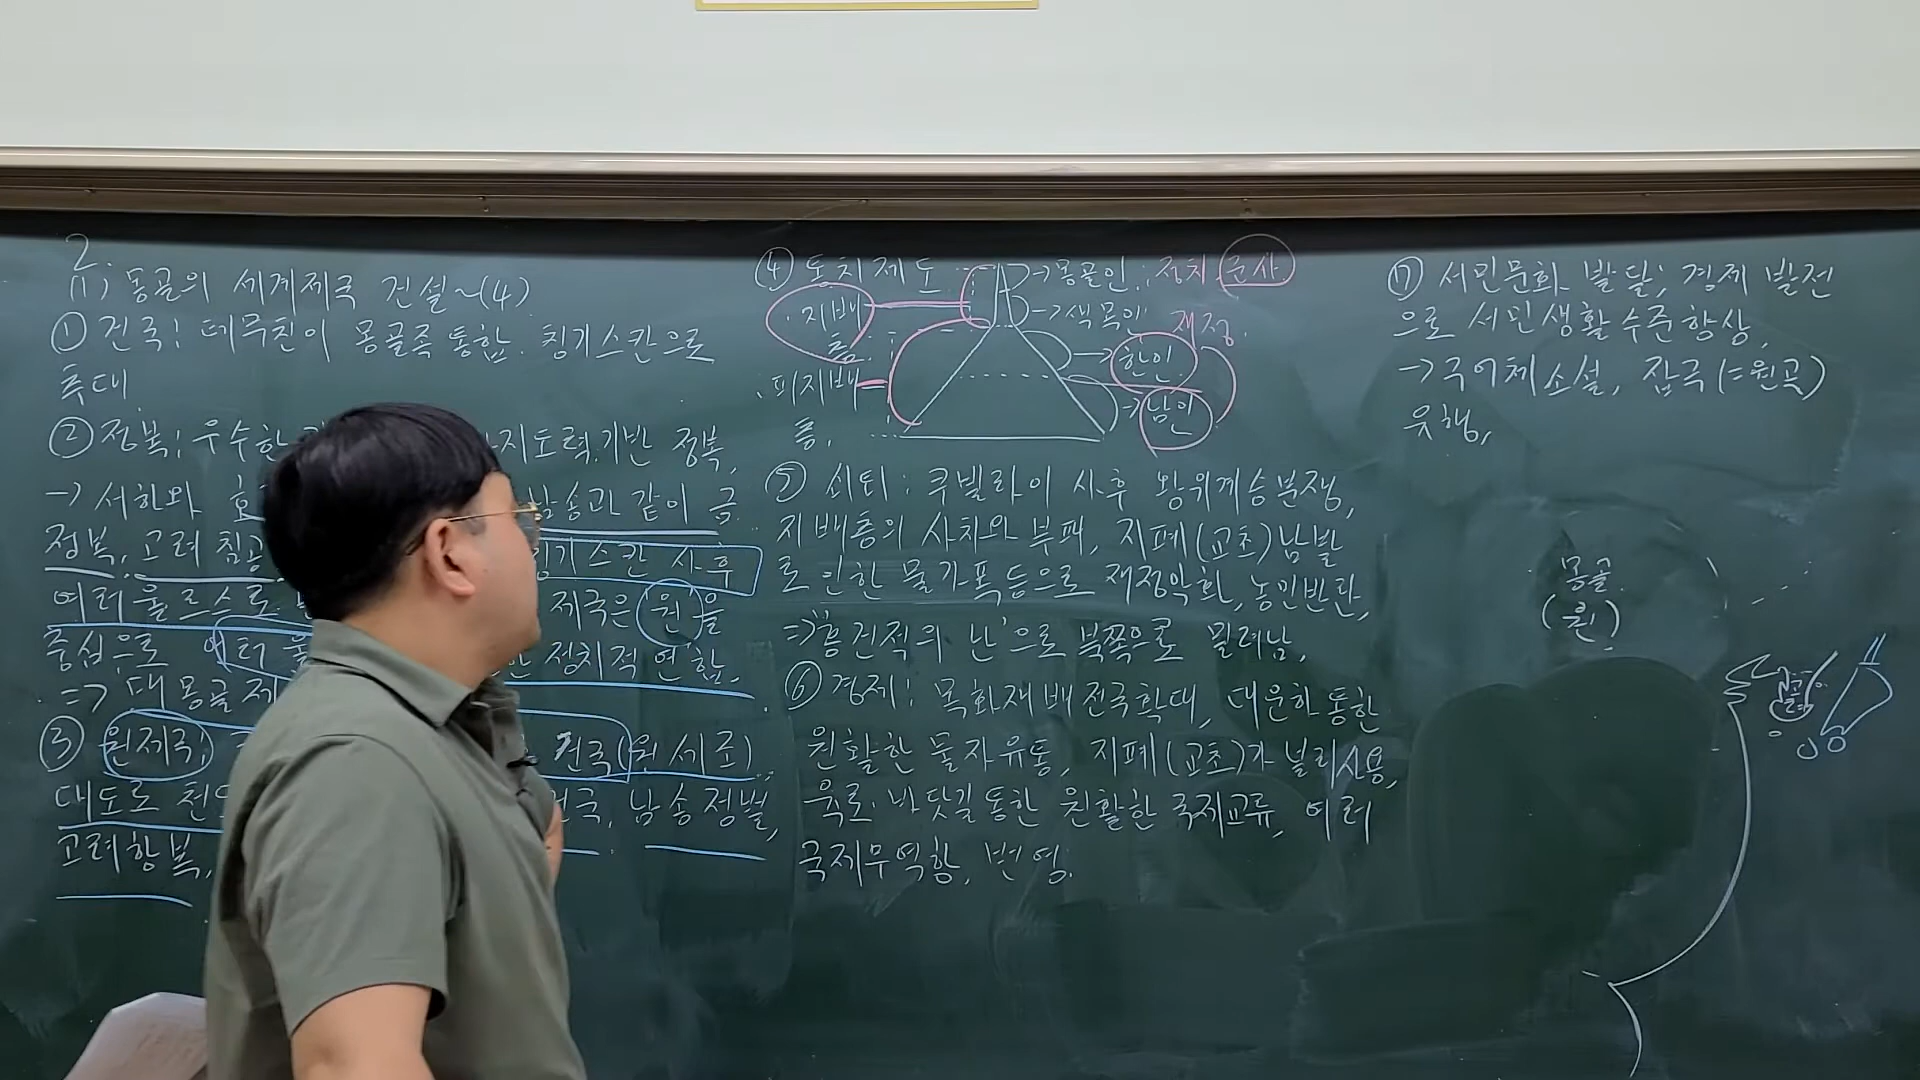 2.
(1) 몽골의 세계제국 건설~(4)
① 건국: 테무친이 몽골족 통합. 칭기스칸으로
추대.
② 정복; 우수한 지도력.기반 정복,
→ 서하와 남송과 같이 금
정복, 고려 침공 칭기스칸 사후
여러 울루스로 제국은 원을
중심으로 여러 울 한 정치적 연합,
=> 대몽골제
③ 원제국; 건국(원 세조),
대도로 천도 남송정벌,
고려항복,
④ 통치제도
지배
층
피지배
층.
→ 몽골인: 정치 군사
→ 색목인 재정.
→ 한인
→ 남인
⑤ 쇠퇴: 쿠빌라이 사후 왕위계승분쟁,
지배층의 사치와 부패, 지폐(교초)남발
로 인한 물가폭등으로 재정악화, 농민반란,
=> '홍건적의 난'으로 북쪽으로 밀려남,
⑥ 경제: 목화재배전국확대, 대운하통한
원활한 물자유통, 지폐(교초)가 널리사용,
육로.바닷길통한 원활한 국제교류, 여러
국제무역항, 번영.
⑦ 서민문화 발달; 경제 발전
으로 서민생활수준향상,
→ 구어체소설, 잡극(=원곡)
유행,
몽골.
(원)